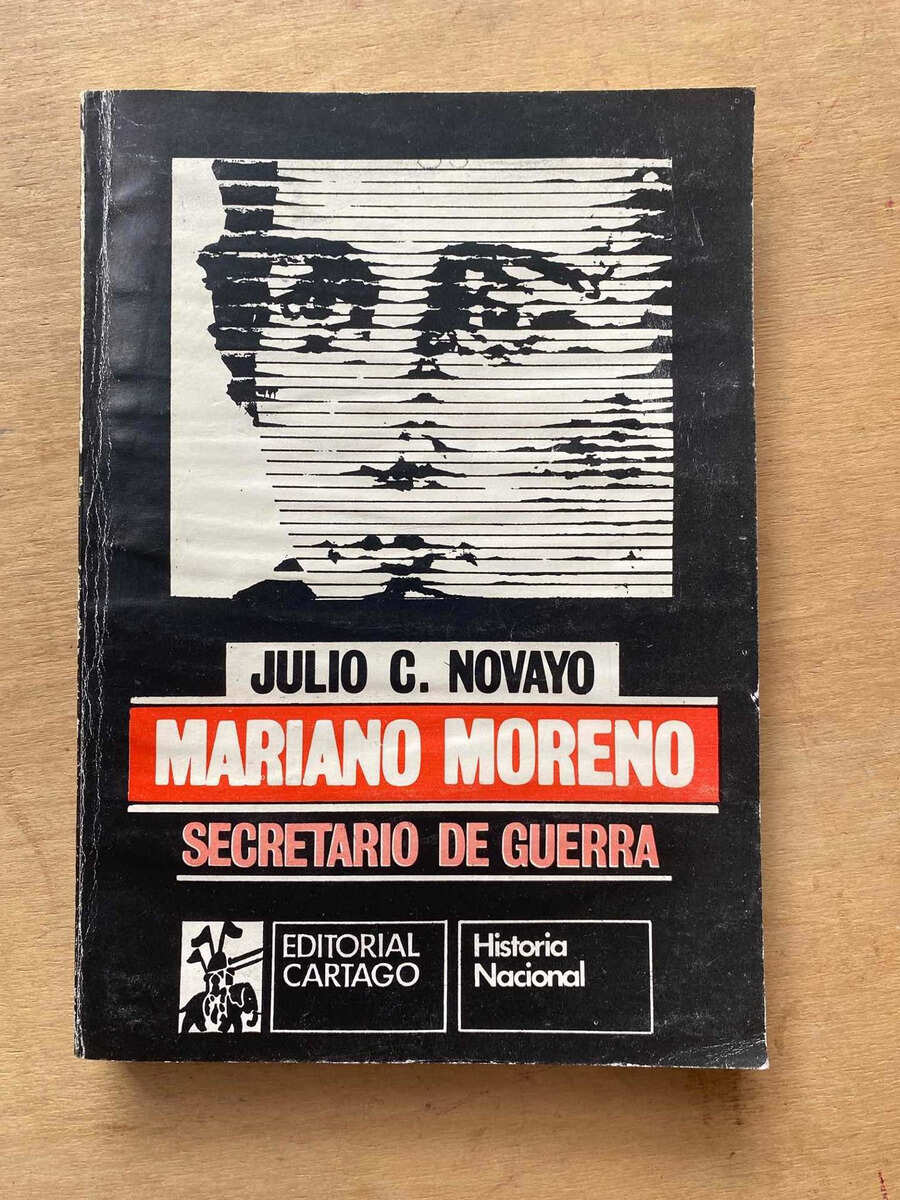 JULIO C. NOVAYO
MARIANO MORENO
SECRETARIO DE GUERRA
EDITORIAL
CARTAGO
Historia
Nacional